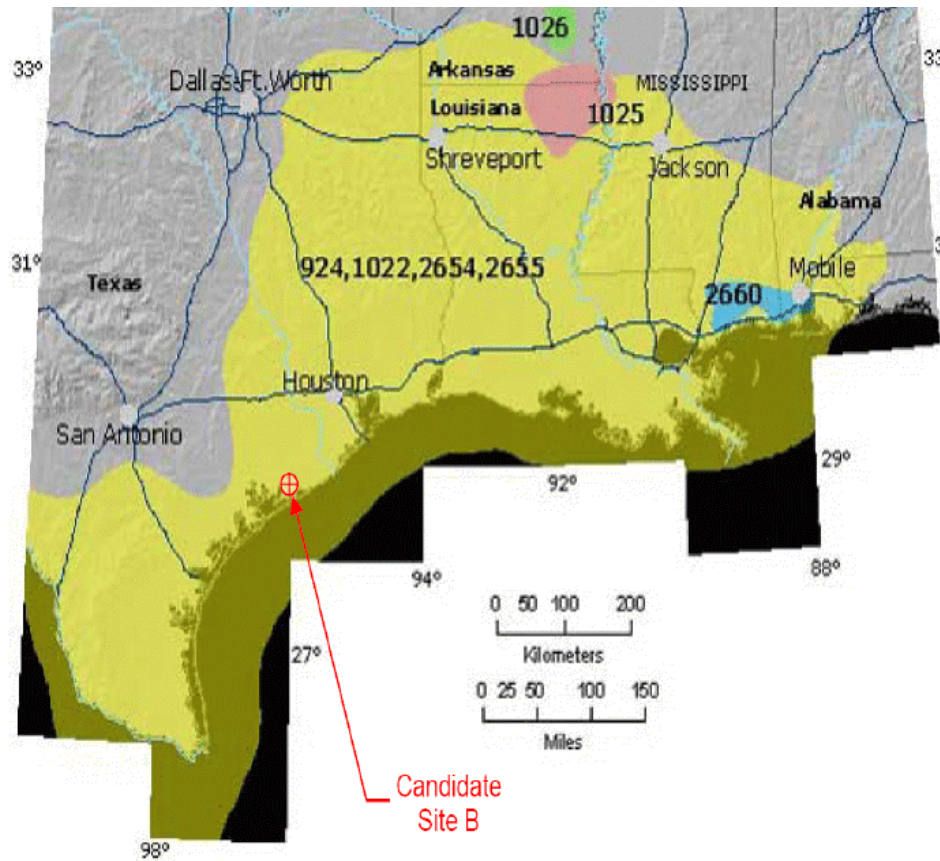 1026
33°
33
Dallas-Ft.Worth
Arkansas
MISSISSIPPI
Louisiana
1025
Shreveport
Jackson
Alabama
31°
3
924,1022,2654,2655
Mobile
Texas
2660
Houston
San Antonio
29°
92°
94°
88°
0 50 100 200
Kilometers
27°
0 25 50 100 150
Miles
Candidate
Site B
98°